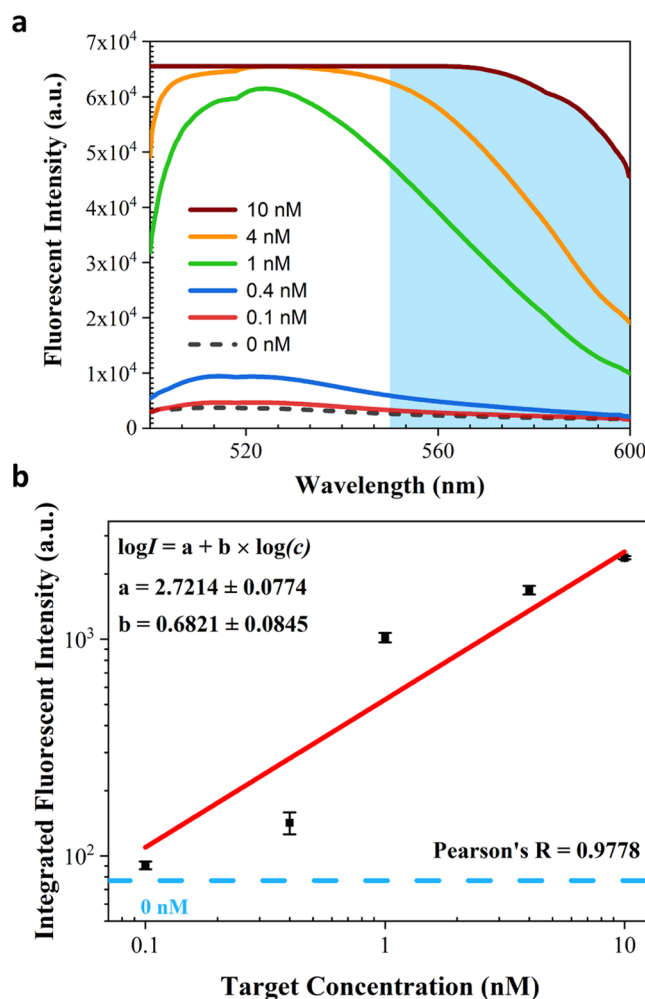 a
7x10⁴
6x10⁴
5x10⁴
4x10⁴
3x10⁴
2x10⁴
1x10⁴
0
Fluorescent Intensity (a.u.)
10 nM
4 nM
1 nM
0.4 nM
0.1 nM
0 nM
520
560
600
Wavelength (nm)
b
Integrated Fluorescent Intensity (a.u.)
10³
10²
logI = a + b × log(c)
a = 2.7214 ± 0.0774
b = 0.6821 ± 0.0845
Pearson's R = 0.9778
0 nM
0.1
1
10
Target Concentration (nM)